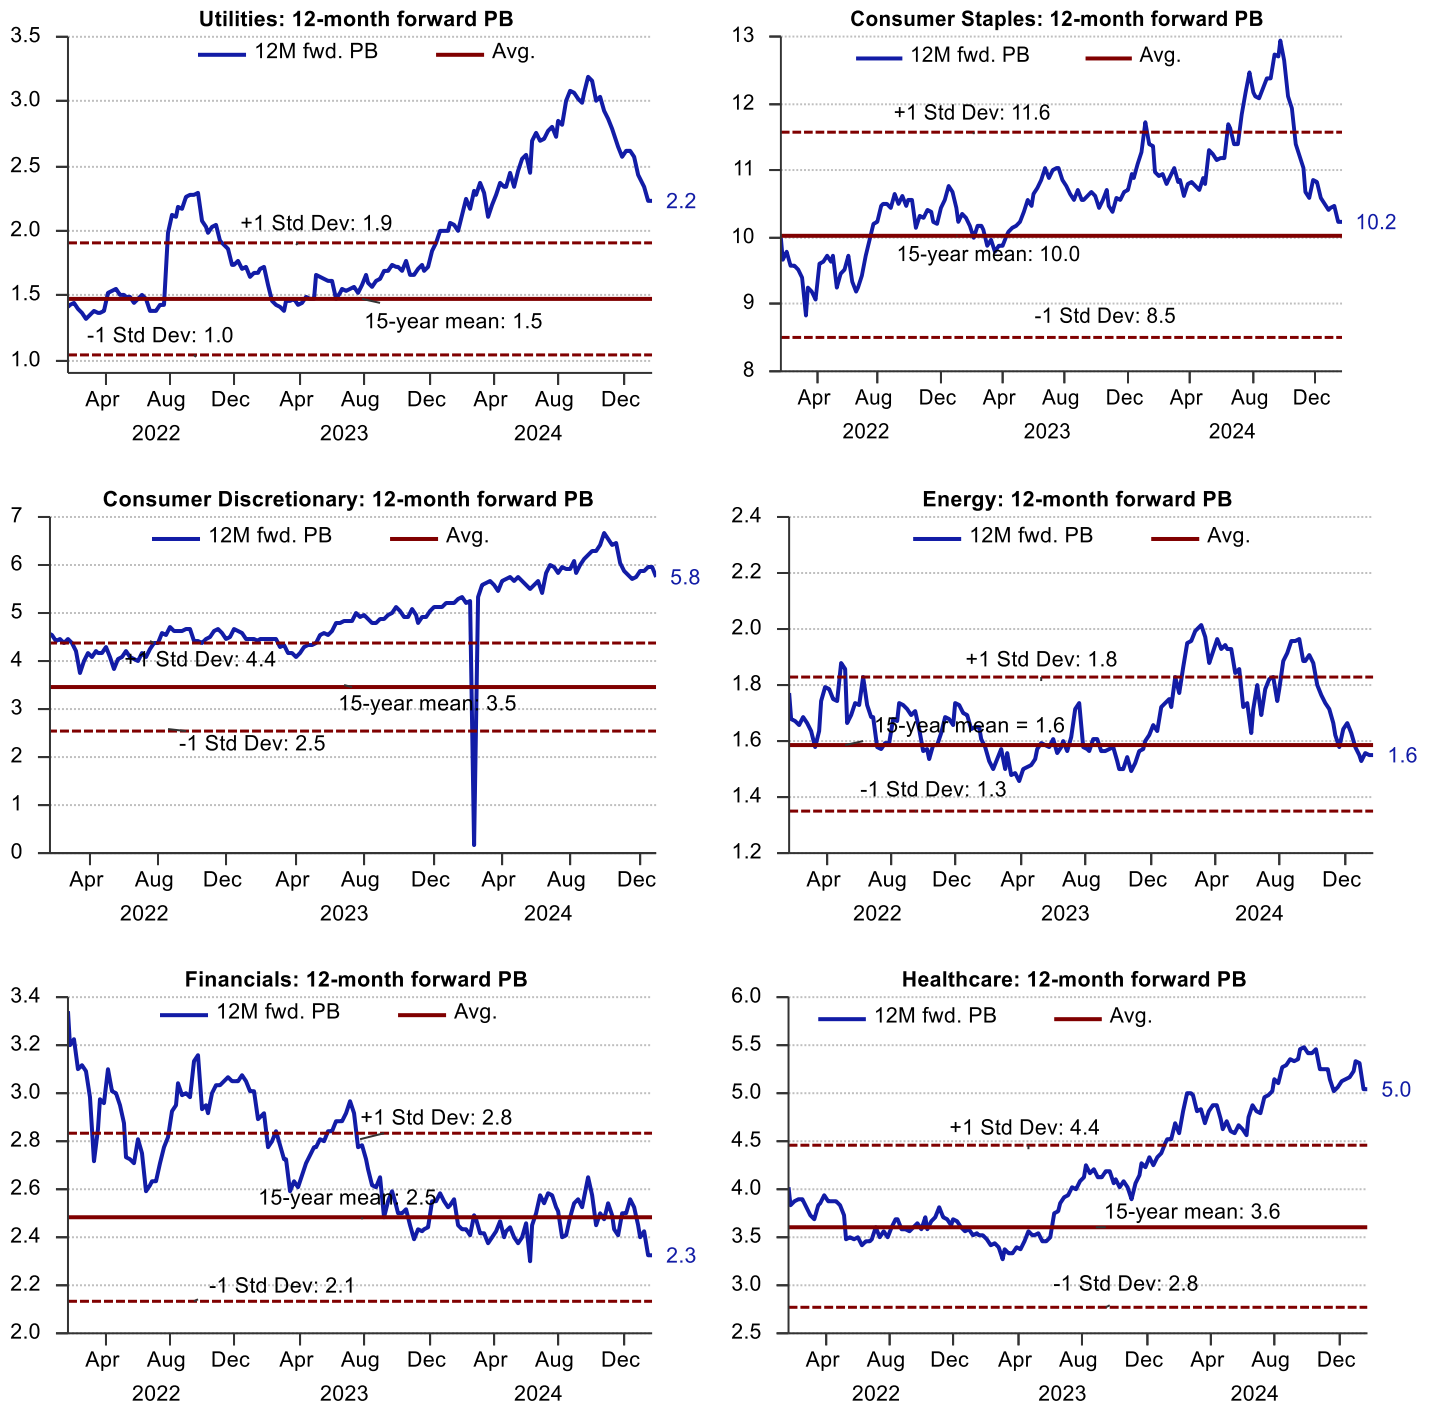 Utilities: 12-month forward PB
12M fwd. PB
Avg.
3.5
3.0
2.5
2.0
1.5
1.0
+1 Std Dev: 1.9
15-year mean: 1.5
-1 Std Dev: 1.0
2.2
Apr Aug Dec Apr Aug Dec Apr Aug Dec
2022 2023 2024
Consumer Staples: 12-month forward PB
12M fwd. PB
Avg.
13
12
11
10
9
8
+1 Std Dev: 11.6
15-year mean: 10.0
-1 Std Dev: 8.5
10.2
Apr Aug Dec Apr Aug Dec Apr Aug Dec
2022 2023 2024
Consumer Discretionary: 12-month forward PB
12M fwd. PB
Avg.
7
6
5
4
3
2
1
0
+1 Std Dev: 4.4
15-year mean: 3.5
-1 Std Dev: 2.5
5.8
Apr Aug Dec Apr Aug Dec Apr Aug Dec
2022 2023 2024
Energy: 12-month forward PB
12M fwd. PB
Avg.
2.4
2.2
2.0
1.8
1.6
1.4
1.2
+1 Std Dev: 1.8
15-year mean = 1.6
-1 Std Dev: 1.3
1.6
Apr Aug Dec Apr Aug Dec Apr Aug Dec
2022 2023 2024
Financials: 12-month forward PB
12M fwd. PB
Avg.
3.4
3.2
3.0
2.8
2.6
2.4
2.2
2.0
+1 Std Dev: 2.8
15-year mean: 2.5
-1 Std Dev: 2.1
2.3
Apr Aug Dec Apr Aug Dec Apr Aug Dec
2022 2023 2024
Healthcare: 12-month forward PB
12M fwd. PB
Avg.
6.0
5.5
5.0
4.5
4.0
3.5
3.0
2.5
+1 Std Dev: 4.4
15-year mean: 3.6
-1 Std Dev: 2.8
5.0
Apr Aug Dec Apr Aug Dec Apr Aug Dec
2022 2023 2024